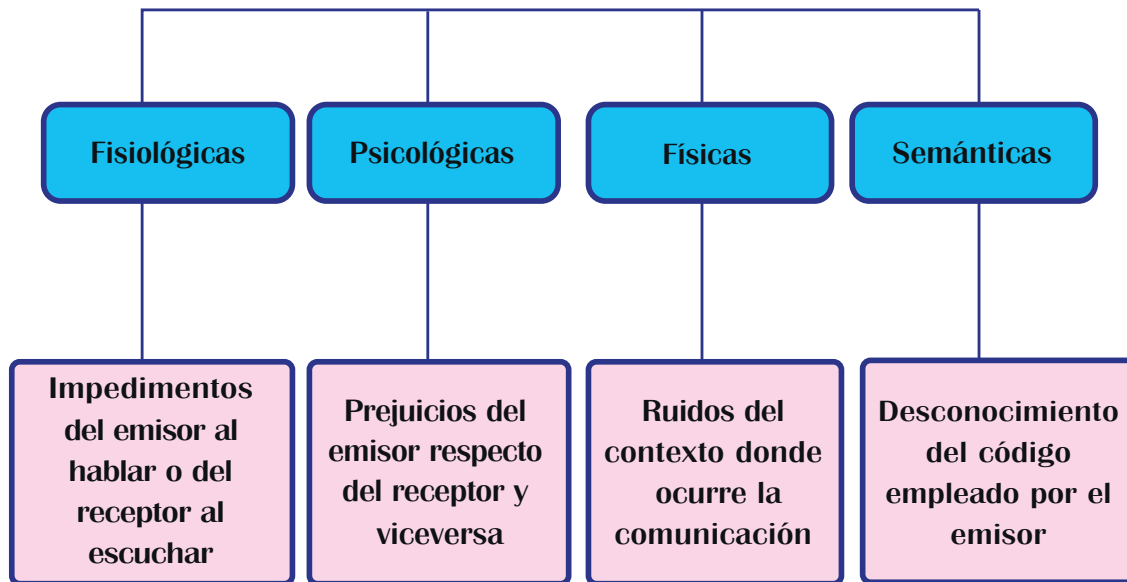 Fisiológicas
Psicológicas
Físicas
Semánticas
Impedimentos
del emisor al
hablar o del
receptor al
escuchar
Prejuicios del
emisor respecto
del receptor y
viceversa
Ruidos del
contexto donde
ocurre la
comunicación
Desconocimiento
del código
empleado por el
emisor